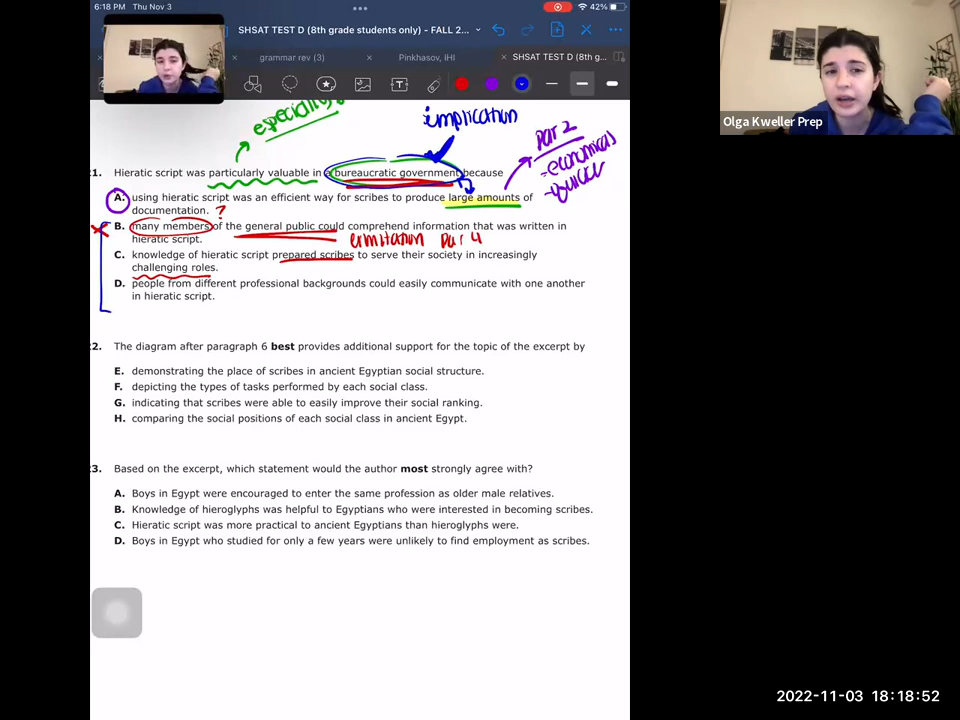 6:18 PM Thu Nov 3
42%
SHSAT TEST D (8th grade students only) - FALL 2...
grammar rev (3)
Pinkhasov, IHI
SHSAT TEST D (8th g...
Olga Kweller Prep
especially
implication
par 2
- economical
- quicker
1. Hieratic script was particularly valuable in a bureaucratic government because
A. using hieratic script was an efficient way for scribes to produce large amounts of
documentation. ?
B. many members of the general public could comprehend information that was written in
hieratic script.
limitation par 4
C. knowledge of hieratic script prepared scribes to serve their society in increasingly
challenging roles.
D. people from different professional backgrounds could easily communicate with one another
in hieratic script.
2. The diagram after paragraph 6 best provides additional support for the topic of the excerpt by
E. demonstrating the place of scribes in ancient Egyptian social structure.
F. depicting the types of tasks performed by each social class.
G. indicating that scribes were able to easily improve their social ranking.
H. comparing the social positions of each social class in ancient Egypt.
3. Based on the excerpt, which statement would the author most strongly agree with?
A. Boys in Egypt were encouraged to enter the same profession as older male relatives.
B. Knowledge of hieroglyphs was helpful to Egyptians who were interested in becoming scribes.
C. Hieratic script was more practical to ancient Egyptians than hieroglyphs were.
D. Boys in Egypt who studied for only a few years were unlikely to find employment as scribes.
2022-11-03 18:18:52